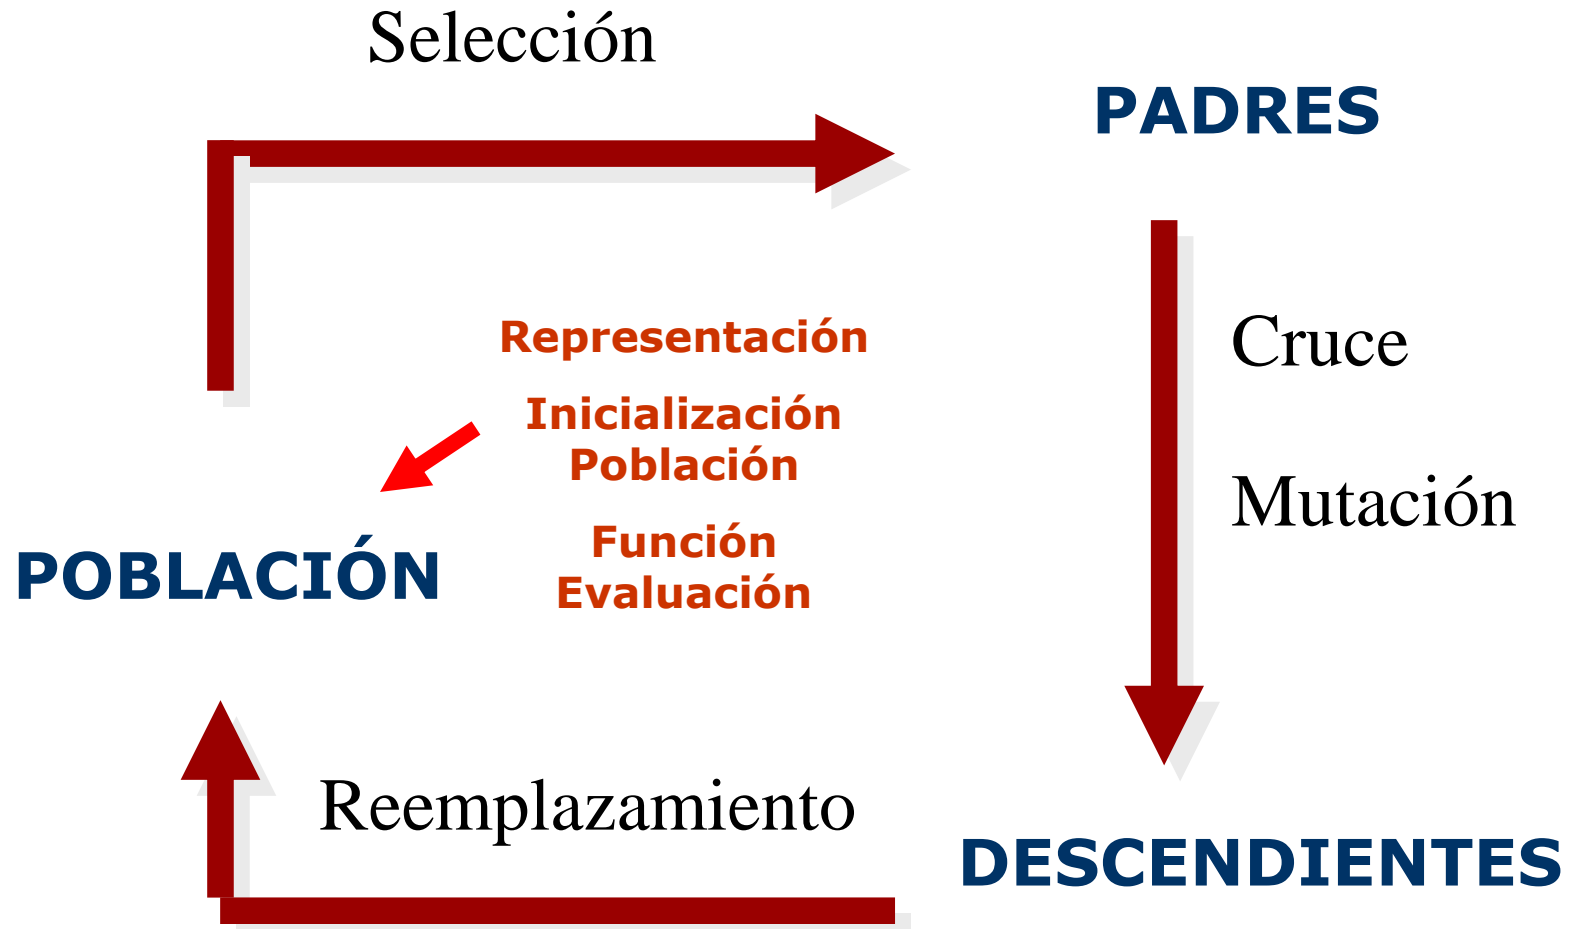 Selección
PADRES
Representación
Cruce
Inicialización
Población
Mutación
Función
POBLACIÓN
Evaluación
Reemplazamiento
DESCENDIENTES